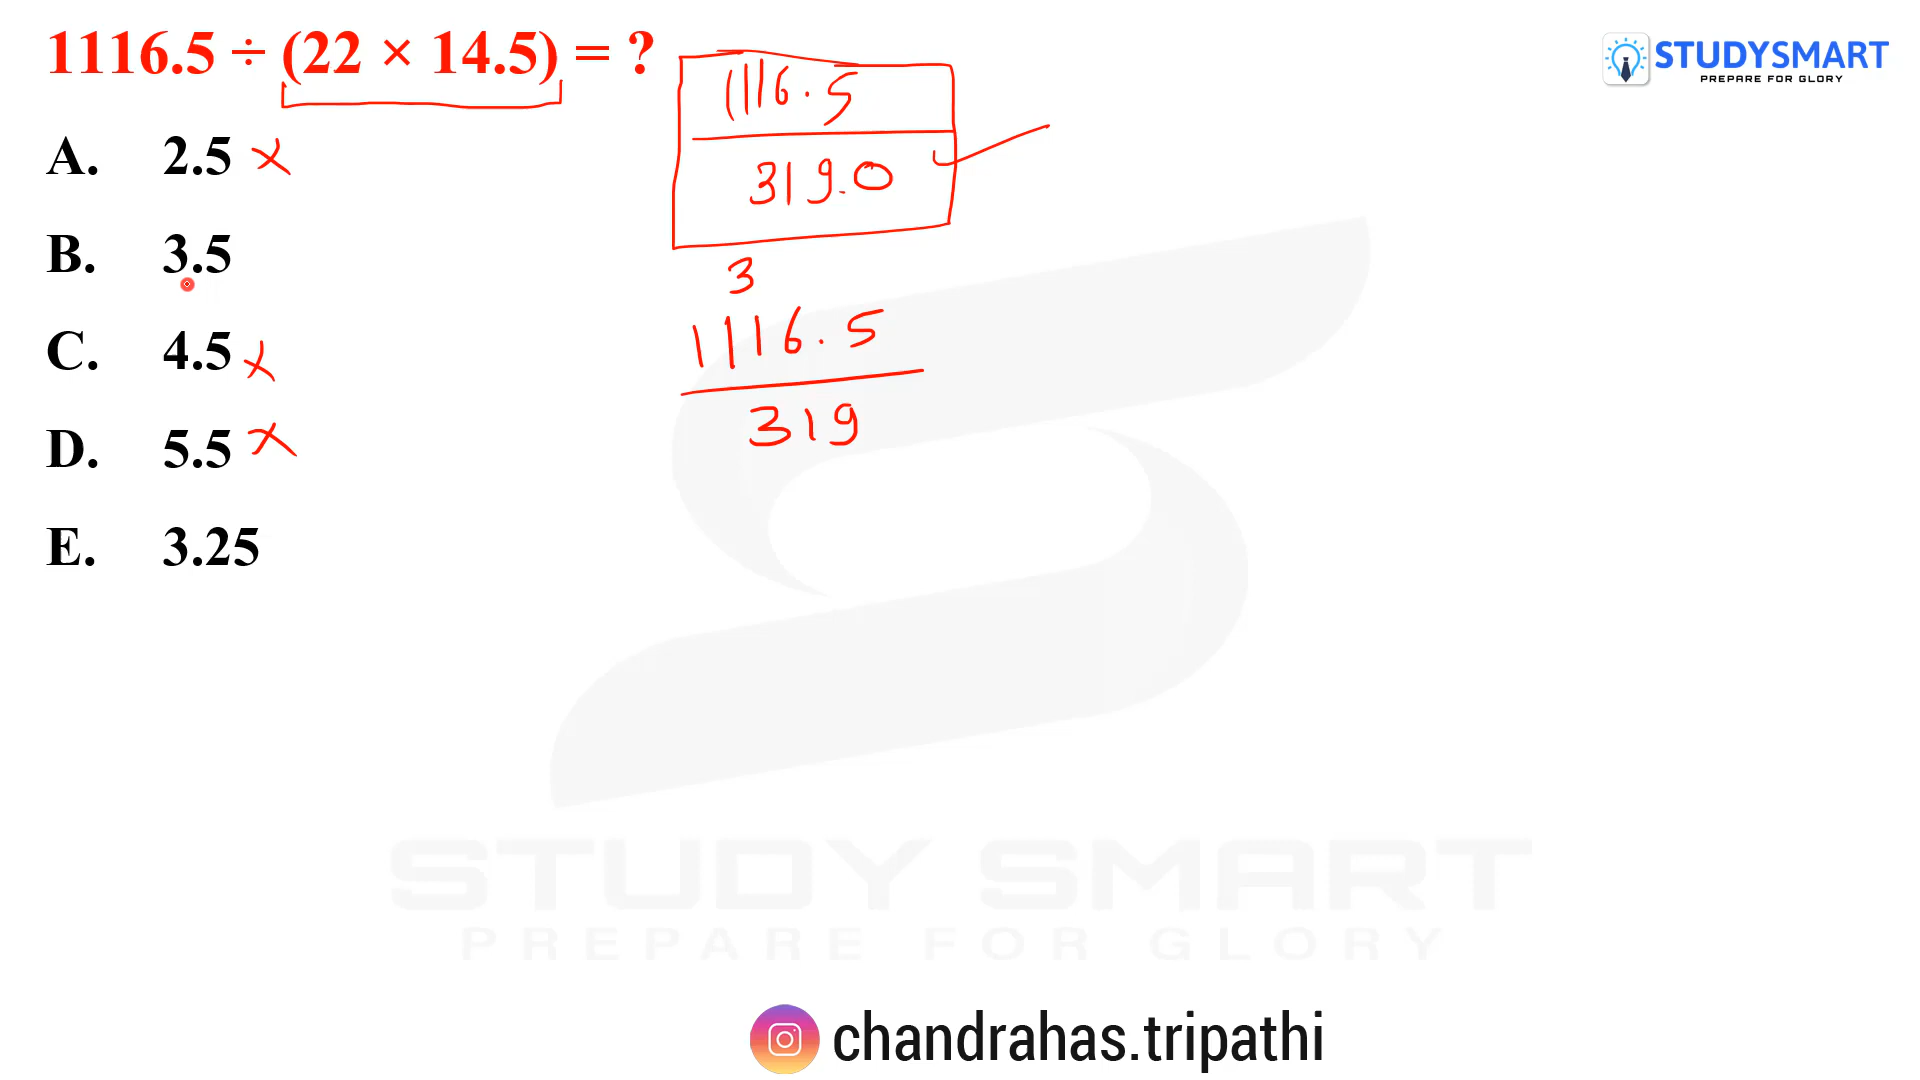 1116.5 ÷ (22 × 14.5) = ?
A. 2.5 ×
B. 3.5
C. 4.5 ×
D. 5.5 ×
E. 3.25
1116.5
319.0
3
1116.5
319
STUDYSMART
PREPARE FOR GLORY
STUDY SMART
PREPARE FOR GLORY
chandrahas.tripathi